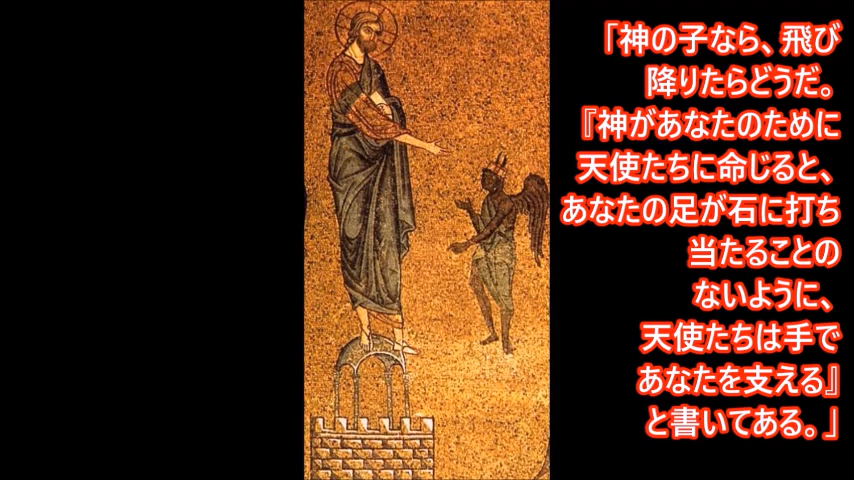 「神の子なら、飛び
降りたらどうだ。
『神があなたのために
天使たちに命じると、
あなたの足が石に打ち
当たることの
ないように、
天使たちは手で
あなたを支える』
と書いてある。」